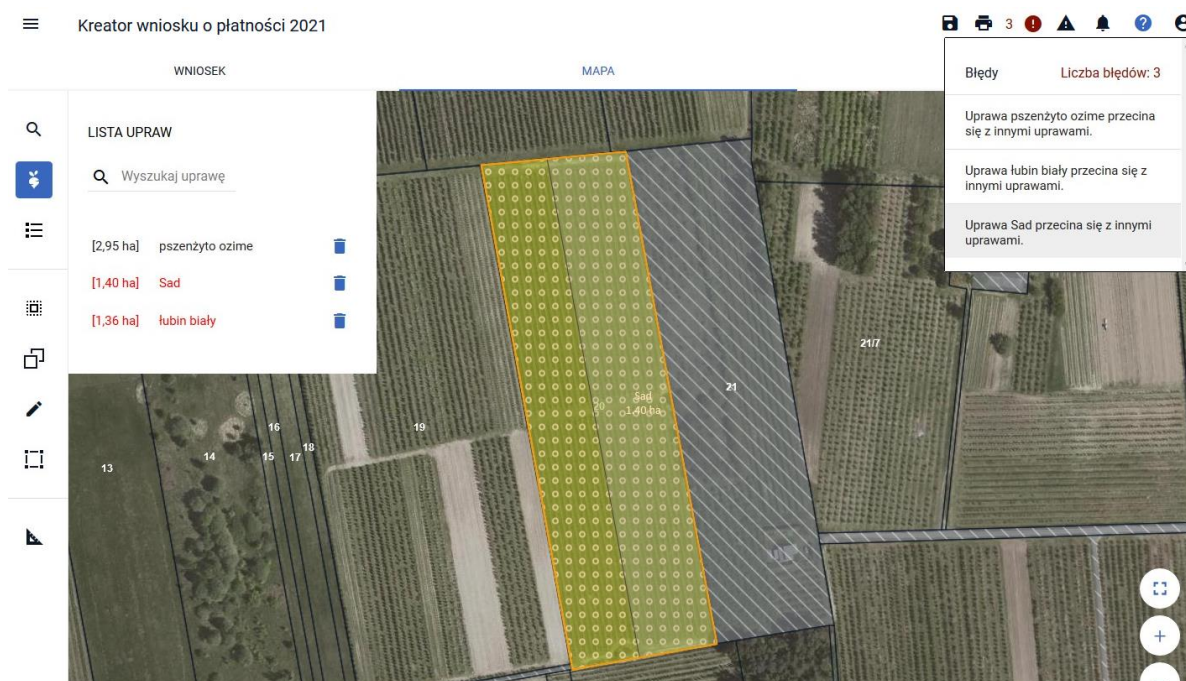 Kreator wniosku o płatności 2021
3
WNIOSEK
MAPA
Błędy
Liczba błędów: 3
Uprawa pszenżyto ozime przecina
się z innymi uprawami.
Uprawa łubin biały przecina się z
innymi uprawami.
Uprawa Sad przecina się z innymi
uprawami.
LISTA UPRAW
Wyszukaj uprawę
[2,95 ha] pszenżyto ozime
[1,40 ha] Sad
[1,36 ha] łubin biały
21/7
21
Sad
20
1,40 ha
19
16
18
14
15
17
13